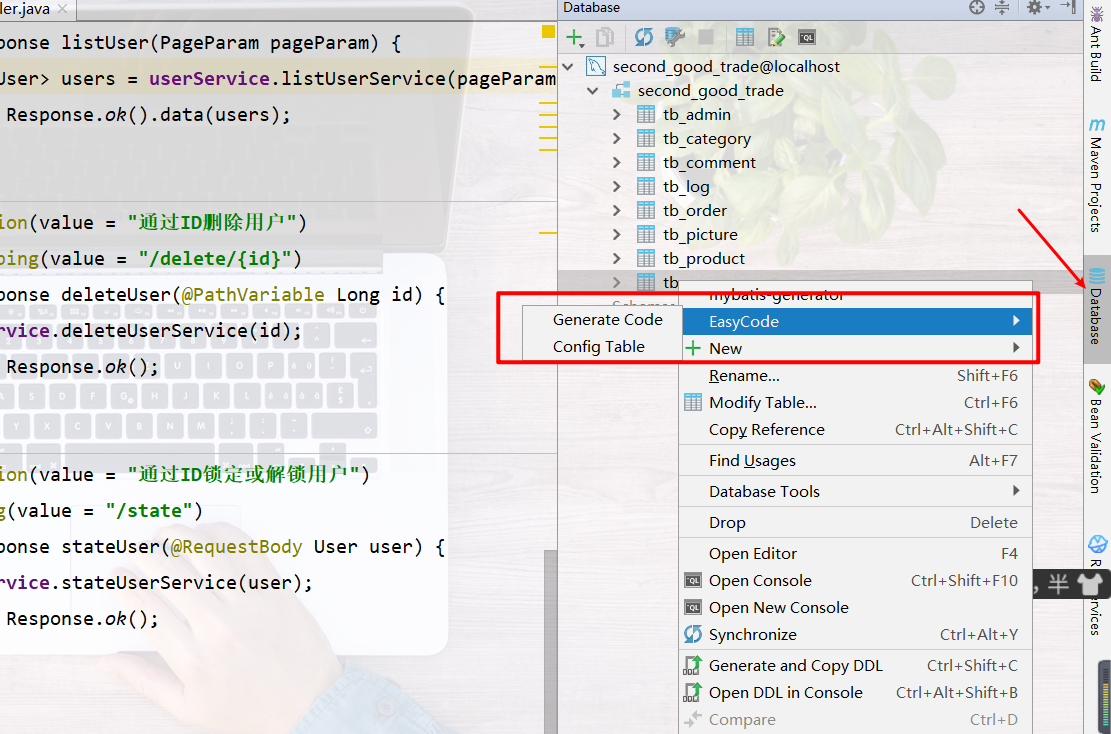 ler.java
ponse listUser(PageParam pageParam) {
User> users = userService.listUserService(pageParam
Response.ok().data(users);
ion(value = "通过ID删除用户")
ping(value = "/delete/{id}")
ponse deleteUser(@PathVariable Long id) {
rvice.deleteUserService(id);
Response.ok();
ion(value = "通过ID锁定或解锁用户")
g(value = "/state")
ponse stateUser(@RequestBody User user) {
rvice.stateUserService(user);
Response.ok();
Database
second_good_trade@localhost
second_good_trade
tb_admin
tb_category
tb_comment
tb_log
tb_order
tb_picture
tb_product
tb
mybatis-generator
Generate Code
Config Table
EasyCode
New
Rename... Shift+F6
Modify Table... Ctrl+F6
Copy Reference Ctrl+Alt+Shift+C
Find Usages Alt+F7
Database Tools
Drop Delete
Open Editor F4
Open Console Ctrl+Shift+F10
Open New Console
Synchronize Ctrl+Alt+Y
Generate and Copy DDL Ctrl+Shift+C
Open DDL in Console Ctrl+Alt+Shift+B
Compare Ctrl+D
Ant Build
Maven Projects
Database
Bean Validation
R
ervices
, 半